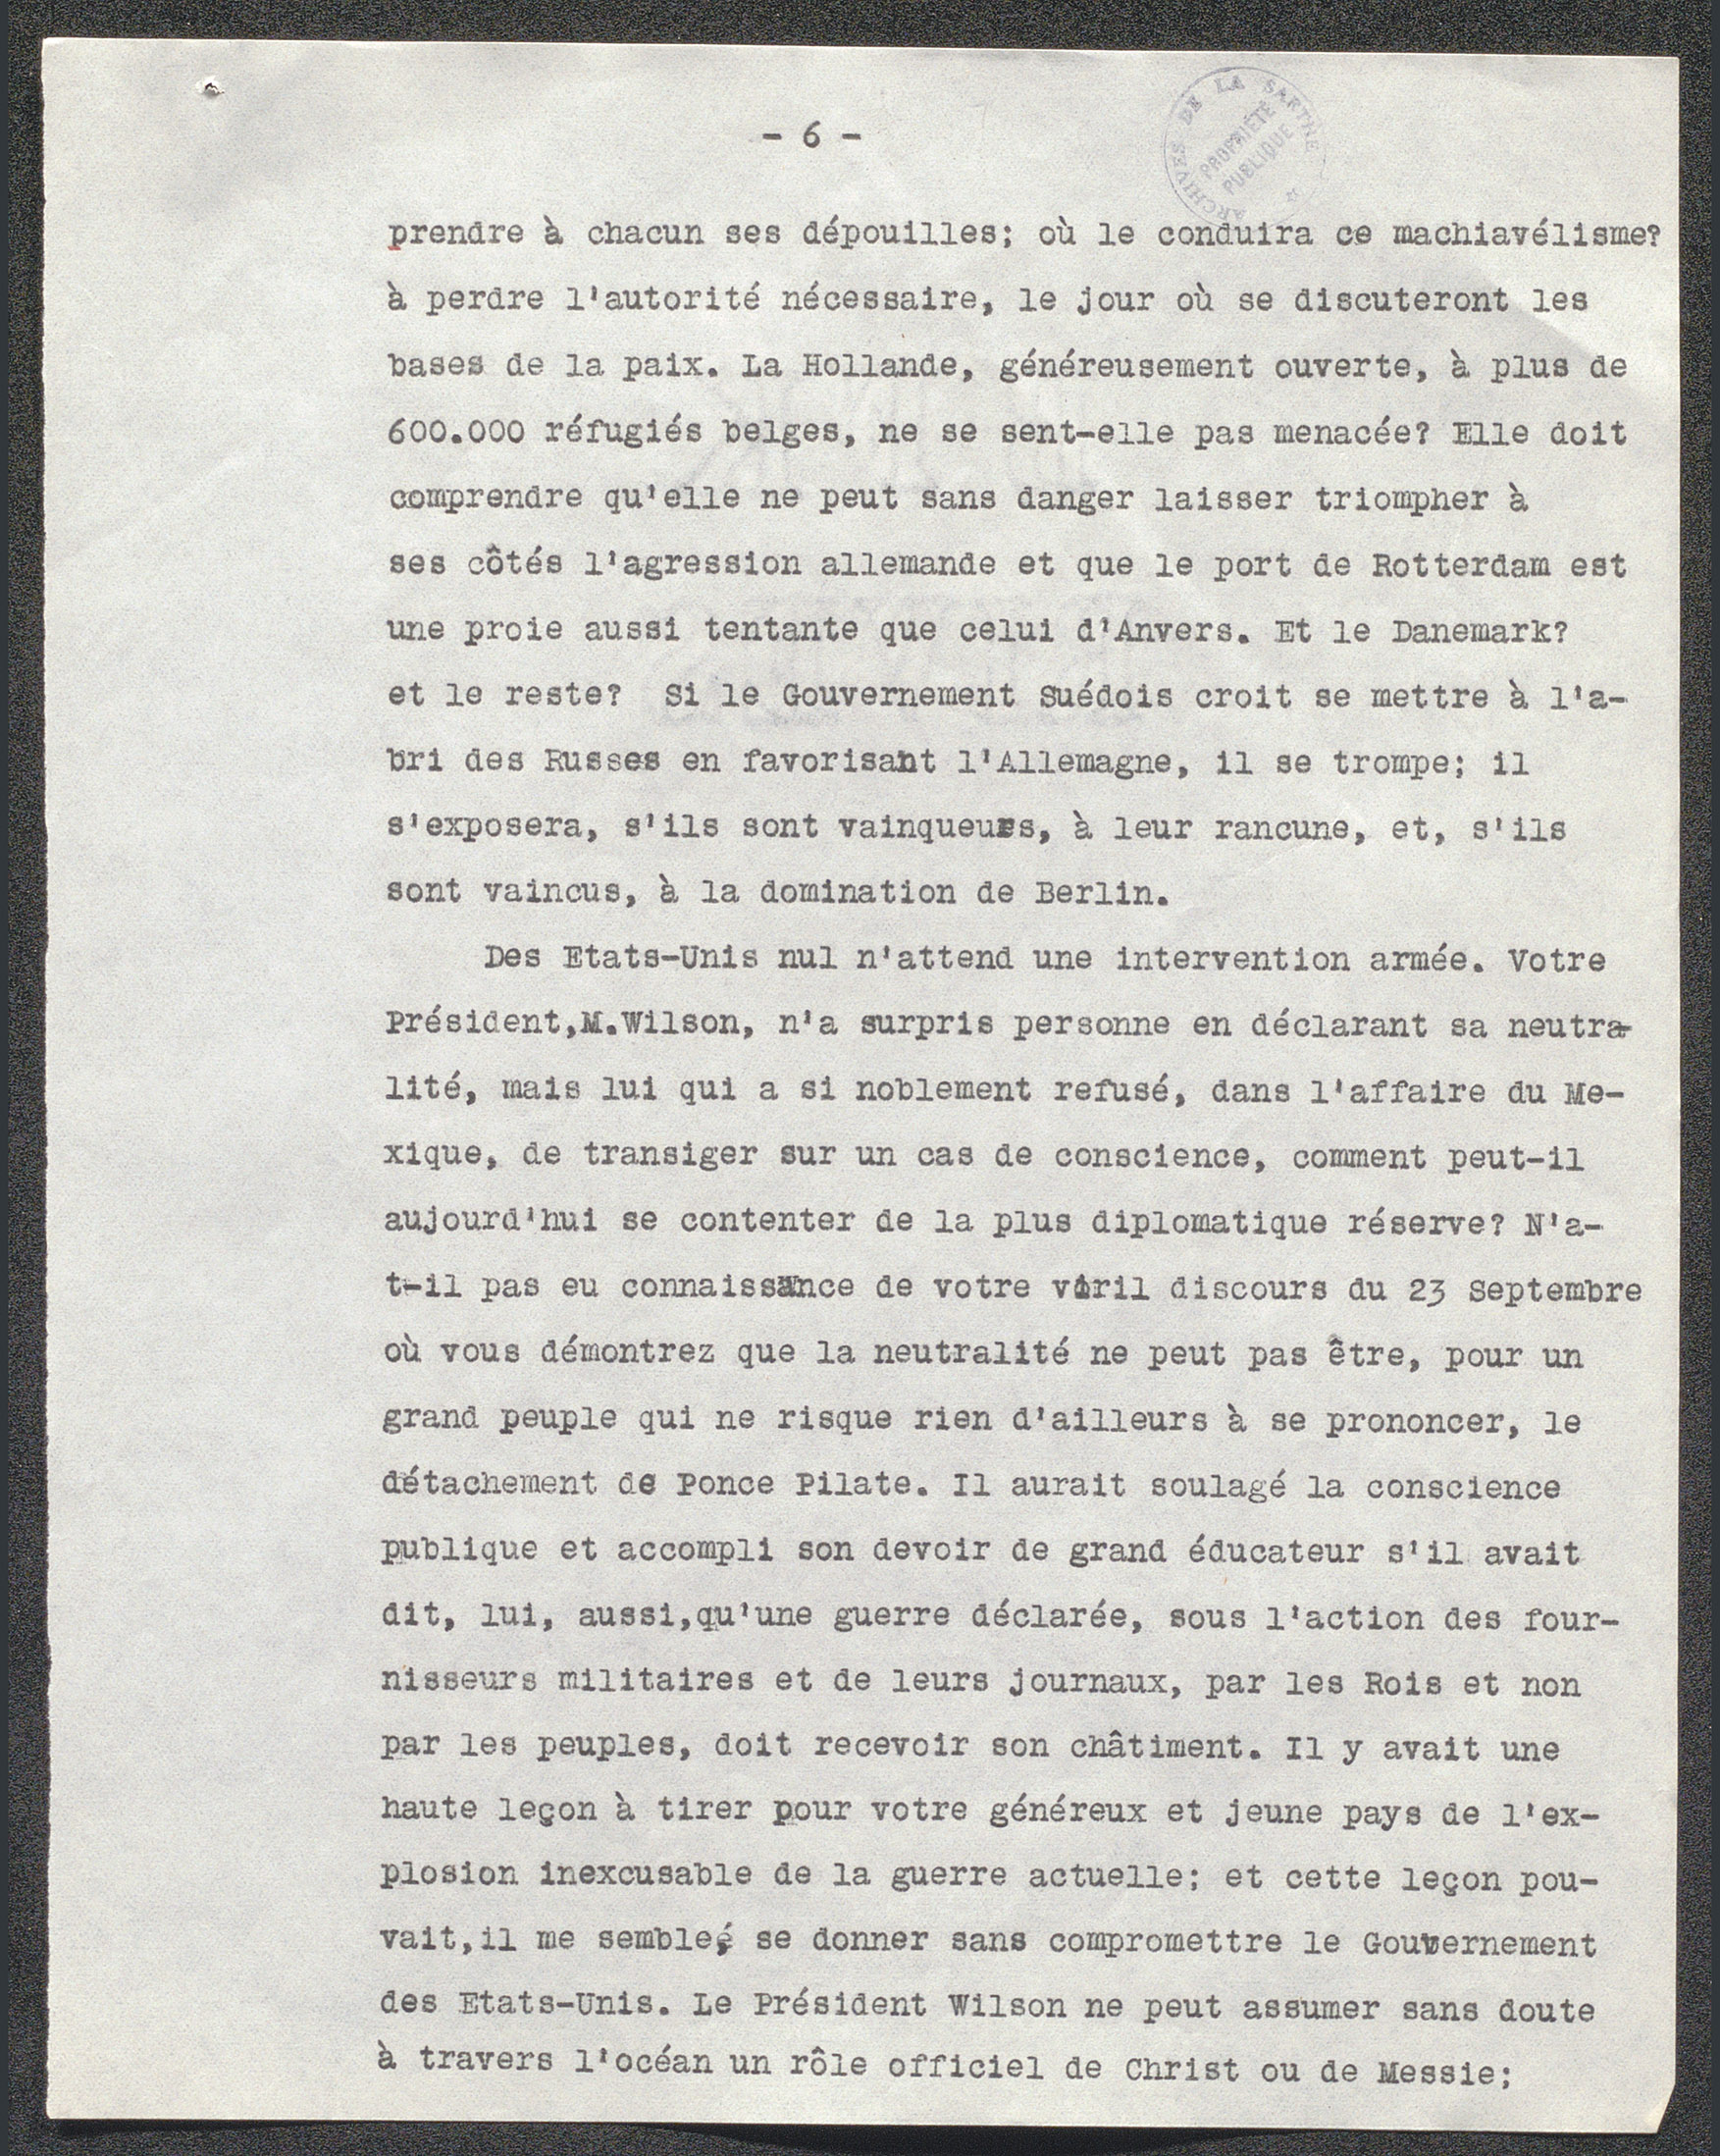 - 6 -
ARCHIVES DE LA SARTHE
PROPRIÉTÉ
PUBLIQUE
prendre à chacun ses dépouilles; où le conduira ce machiavélisme?
à perdre l'autorité nécessaire, le jour où se discuteront les
bases de la paix. La Hollande, généreusement ouverte, à plus de
600.000 réfugiés belges, ne se sent-elle pas menacée? Elle doit
comprendre qu'elle ne peut sans danger laisser triompher à
ses côtés l'agression allemande et que le port de Rotterdam est
une proie aussi tentante que celui d'Anvers. Et le Danemark?
et le reste? Si le Gouvernement Suédois croit se mettre à l'a-
bri des Russes en favorisant l'Allemagne, il se trompe; il
s'exposera, s'ils sont vainqueurs, à leur rancune, et, s'ils
sont vaincus, à la domination de Berlin.
Des Etats-Unis nul n'attend une intervention armée. Votre
Président,M.Wilson, n'a surpris personne en déclarant sa neutra-
lité, mais lui qui a si noblement refusé, dans l'affaire du Me-
xique, de transiger sur un cas de conscience, comment peut-il
aujourd'hui se contenter de la plus diplomatique réserve? N'a-
t-il pas eu connaissance de votre viril discours du 23 Septembre
où vous démontrez que la neutralité ne peut pas être, pour un
grand peuple qui ne risque rien d'ailleurs à se prononcer, le
détachement de Ponce Pilate. Il aurait soulagé la conscience
publique et accompli son devoir de grand éducateur s'il avait
dit, lui, aussi,qu'une guerre déclarée, sous l'action des four-
nisseurs militaires et de leurs journaux, par les Rois et non
par les peuples, doit recevoir son châtiment. Il y avait une
haute leçon à tirer pour votre généreux et jeune pays de l'ex-
plosion inexcusable de la guerre actuelle; et cette leçon pou-
vait,il me semble, se donner sans compromettre le Gouvernement
des Etats-Unis. Le Président Wilson ne peut assumer sans doute
à travers l'océan un rôle officiel de Christ ou de Messie;